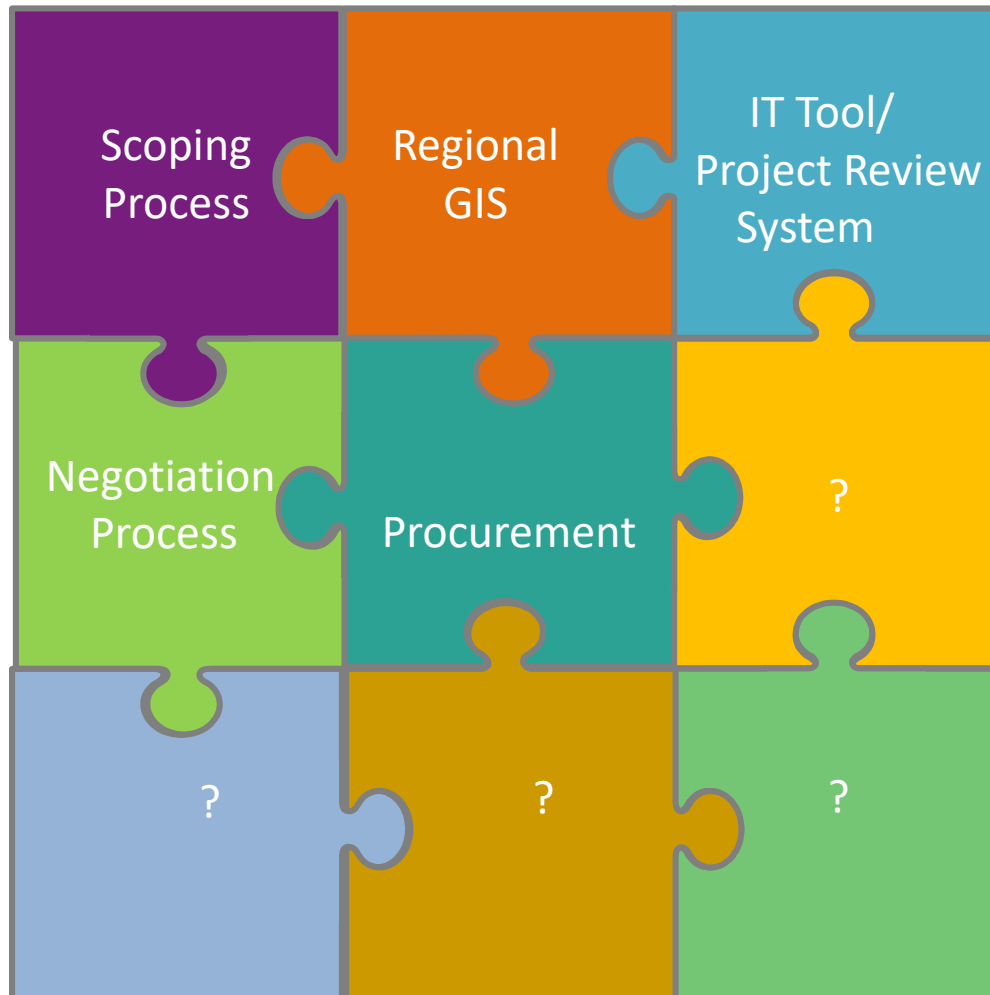 Scoping
Process
Regional
GIS
IT Tool/
Project Review
System
Negotiation
Process
Procurement
?
?
?
?